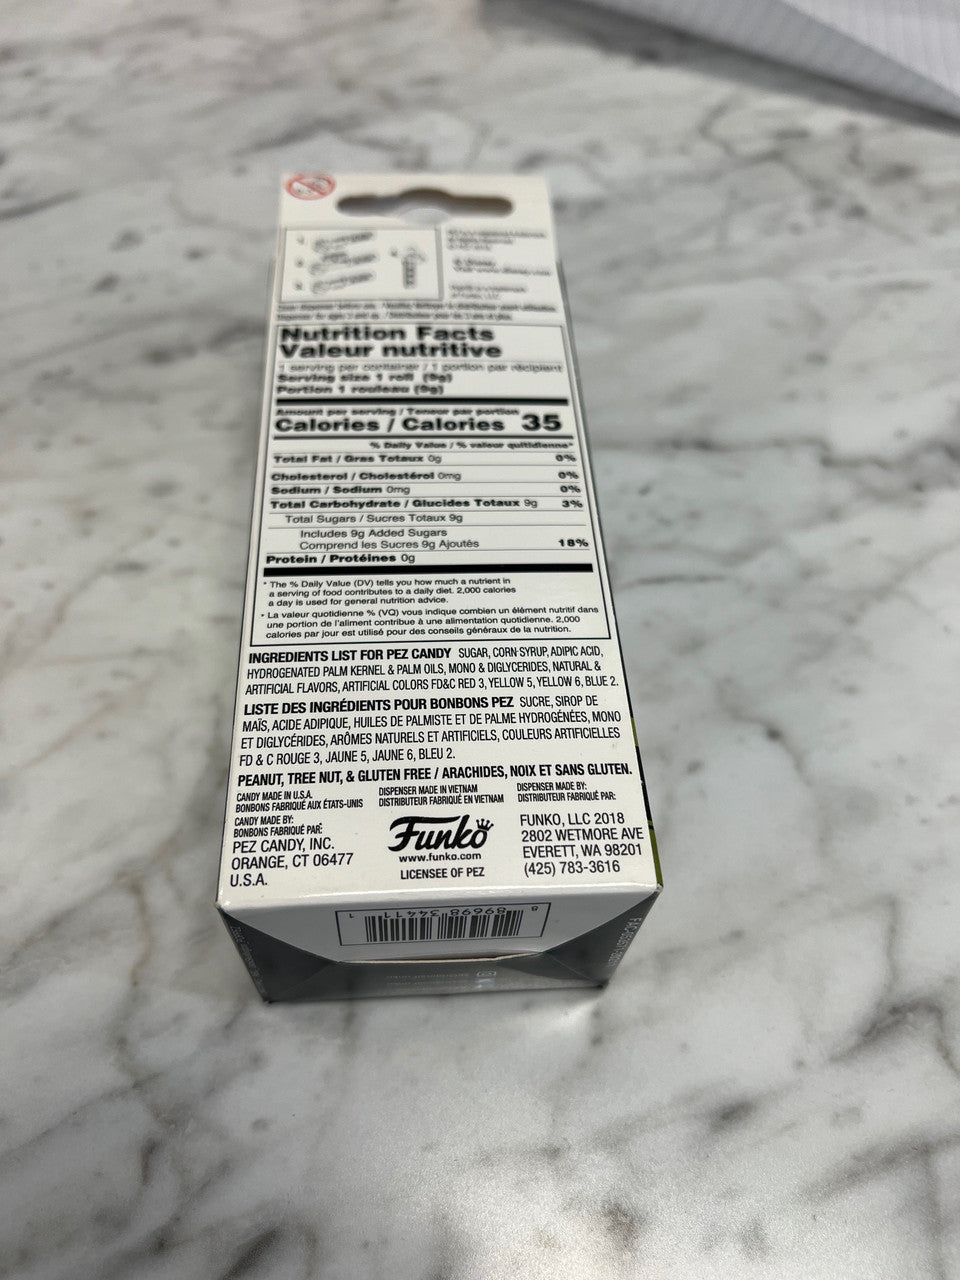 Nutrition Facts
Valeur nutritive
1 serving per container / 1 portion par récipient
Serving size 1 roll (9g)
Portion 1 rouleau (9g)
Amount per serving / Teneur par portion
Calories / Calories 35
% Daily Value / % valeur quitidienne*
Total Fat / Gras Totaux 0g 0%
Cholesterol / Cholestérol 0mg 0%
Sodium / Sodium 0mg 0%
Total Carbohydrate / Glucides Totaux 9g 3%
Total Sugars / Sucres Totaux 9g
Includes 9g Added Sugars
Comprend les Sucres 9g Ajoutés 18%
Protein / Protéines 0g
* The % Daily Value (DV) tells you how much a nutrient in
a serving of food contributes to a daily diet. 2,000 calories
a day is used for general nutrition advice.
* La valeur quotidienne % (VQ) vous indique combien un élément nutritif dans
une portion de l'aliment contribue à une alimentation quotidienne. 2,000
calories par jour est utilisé pour des conseils généraux de la nutrition.
INGREDIENTS LIST FOR PEZ CANDY SUGAR, CORN SYRUP, ADIPIC ACID,
HYDROGENATED PALM KERNEL & PALM OILS, MONO & DIGLYCERIDES, NATURAL &
ARTIFICIAL FLAVORS, ARTIFICIAL COLORS FD&C RED 3, YELLOW 5, YELLOW 6, BLUE 2.
LISTE DES INGRÉDIENTS POUR BONBONS PEZ SUCRE, SIROP DE
MAÏS, ACIDE ADIPIQUE, HUILES DE PALMISTE ET DE PALME HYDROGÉNÉES, MONO
ET DIGLYCÉRIDES, ARÔMES NATURELS ET ARTIFICIELS, COULEURS ARTIFICIELLES
FD & C ROUGE 3, JAUNE 5, JAUNE 6, BLEU 2.
PEANUT, TREE NUT, & GLUTEN FREE / ARACHIDES, NOIX ET SANS GLUTEN.
CANDY MADE IN U.S.A.
BONBONS FABRIQUÉ AUX ÉTATS-UNIS
CANDY MADE BY:
BONBONS FABRIQUÉ PAR:
PEZ CANDY, INC.
ORANGE, CT 06477
U.S.A.
DISPENSER MADE IN VIETNAM
DISTRIBUTEUR FABRIQUÉ EN VIETNAM
Funko
www.funko.com
LICENSEE OF PEZ
DISPENSER MADE BY:
DISTRIBUTEUR FABRIQUÉ PAR:
FUNKO, LLC 2018
2802 WETMORE AVE
EVERETT, WA 98201
(425) 783-3616
8 89698 34411 1